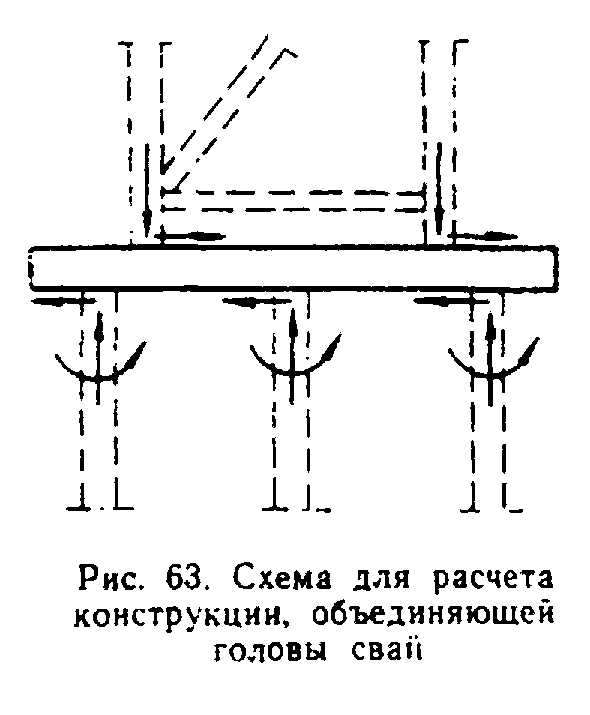 Рис. 63. Схема для расчета
конструкции, объединяющей
головы свай